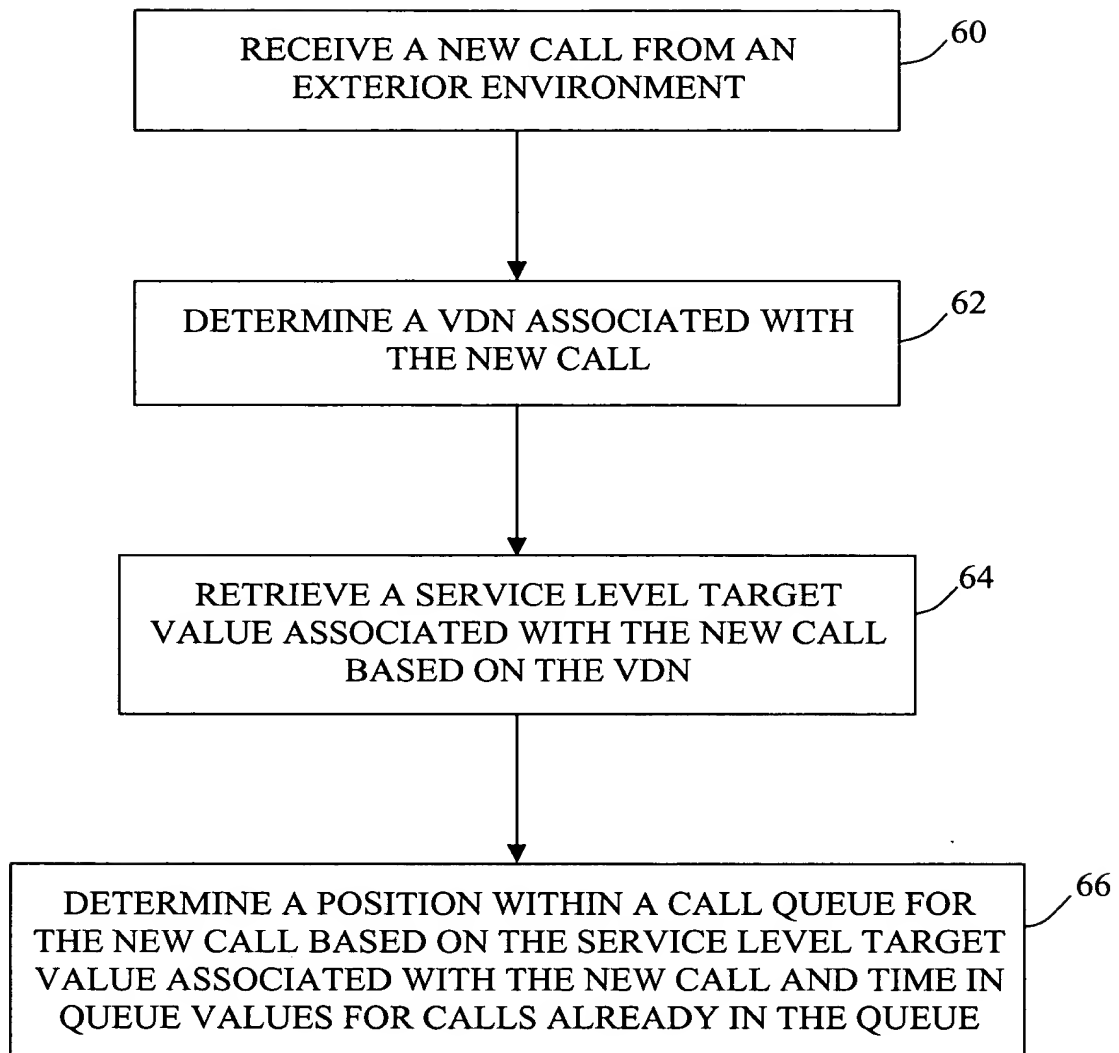 RECEIVE A NEW CALL FROM AN
EXTERIOR ENVIRONMENT
60
DETERMINE A VDN ASSOCIATED WITH
THE NEW CALL
62
RETRIEVE A SERVICE LEVEL TARGET
VALUE ASSOCIATED WITH THE NEW CALL
BASED ON THE VDN
64
DETERMINE A POSITION WITHIN A CALL QUEUE FOR
THE NEW CALL BASED ON THE SERVICE LEVEL TARGET
VALUE ASSOCIATED WITH THE NEW CALL AND TIME IN
QUEUE VALUES FOR CALLS ALREADY IN THE QUEUE
66